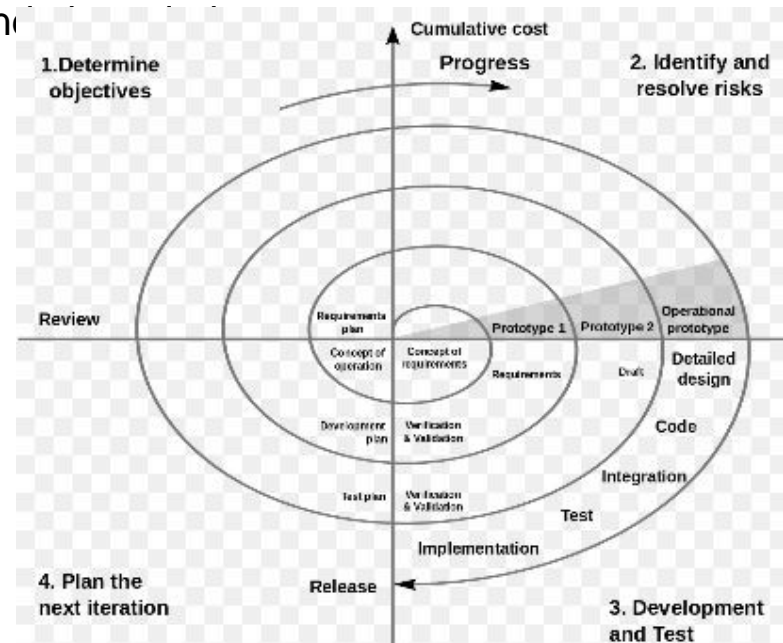 Cumulative cost
Progress
1.Determine
objectives
2. Identify and
resolve risks
Review
Requirements
plan
Prototype 1
Prototype 2
Operational
prototype
Concept of
operation
Concept of
requirements
Requirements
Draft
Detailed
design
Development
plan
Verification
& Validation
Code
Test plan
Verification
& Validation
Integration
Test
Implementation
4. Plan the
next iteration
Release
3. Development
and Test